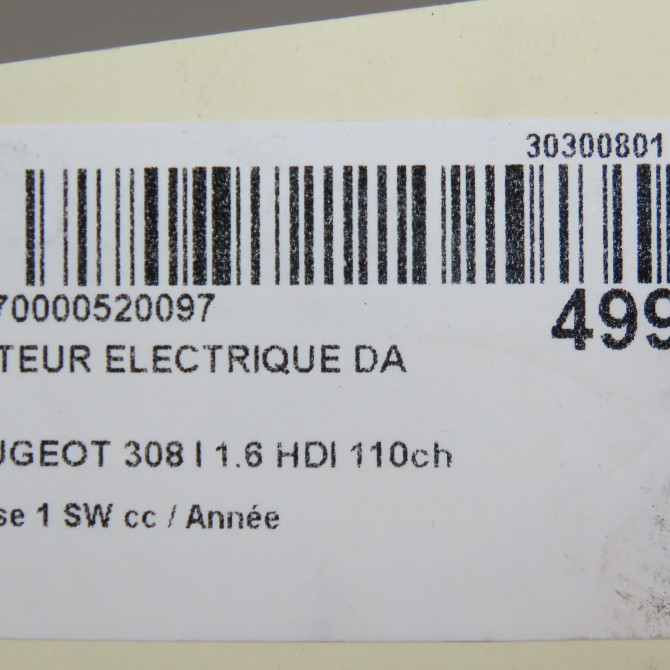 30300801
70000520097
499
TEUR ELECTRIQUE DA
UGEOT 308 I 1.6 HDI 110ch
se 1 SW cc / Année